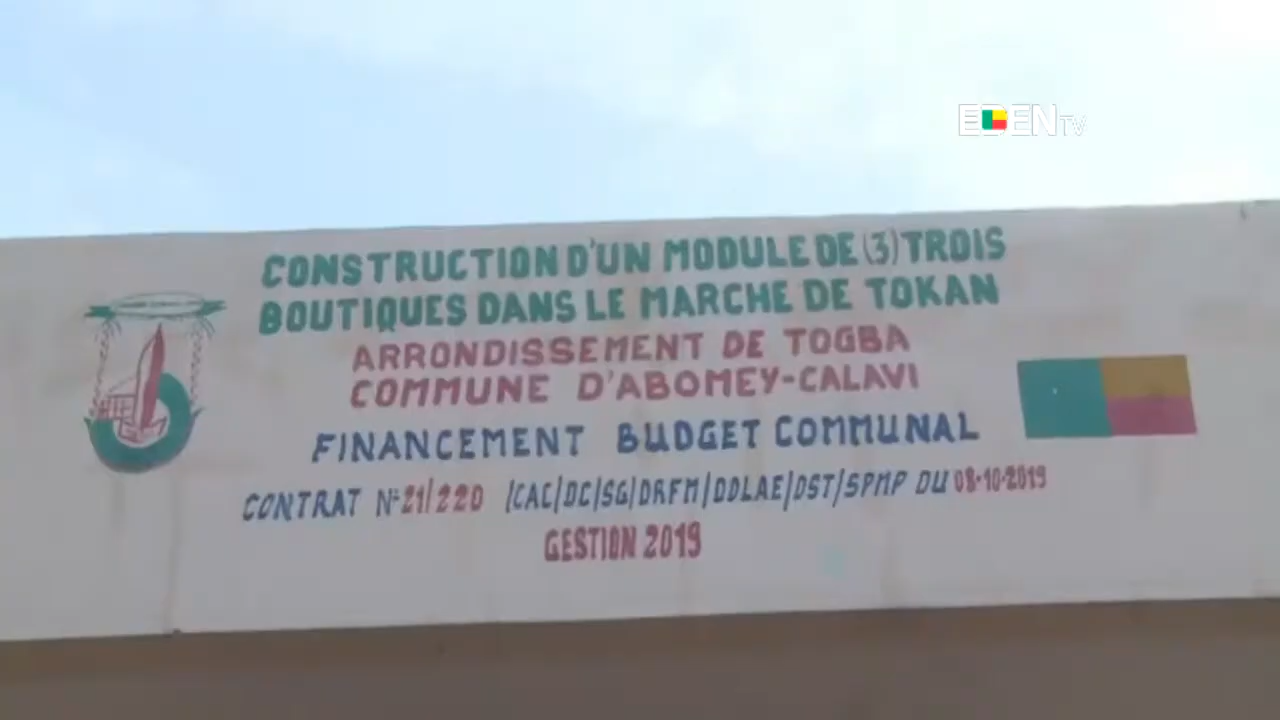 EDEN TV
CONSTRUCTION D'UN MODULE DE (3) TROIS
BOUTIQUES DANS LE MARCHE DE TOKAN
ARRONDISSEMENT DE TOGBA
COMMUNE D'ABOMEY-CALAVI
FINANCEMENT BUDGET COMMUNAL
CONTRAT N° 21/220 /CAC/DC/SG/DRFM/DDLAE/DST/SPMP DU 08-10-2019
GESTION 2019